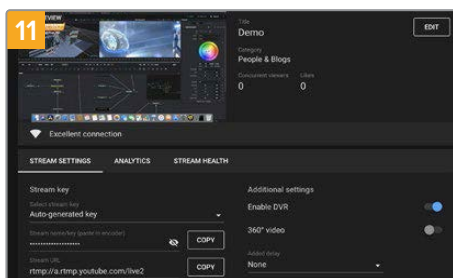 11
PREVIEW
Title
Demo
EDIT
Category
People & Blogs
Concurrent viewers
Likes
0
0
Excellent connection
STREAM SETTINGS
ANALYTICS
STREAM HEALTH
Stream key
Additional settings
Select stream key
Auto-generated key
Enable DVR
Stream name/key (paste in encoder)
COPY
360° video
Stream URL
rtmp://a.rtmp.youtube.com/live2
COPY
Added delay
None